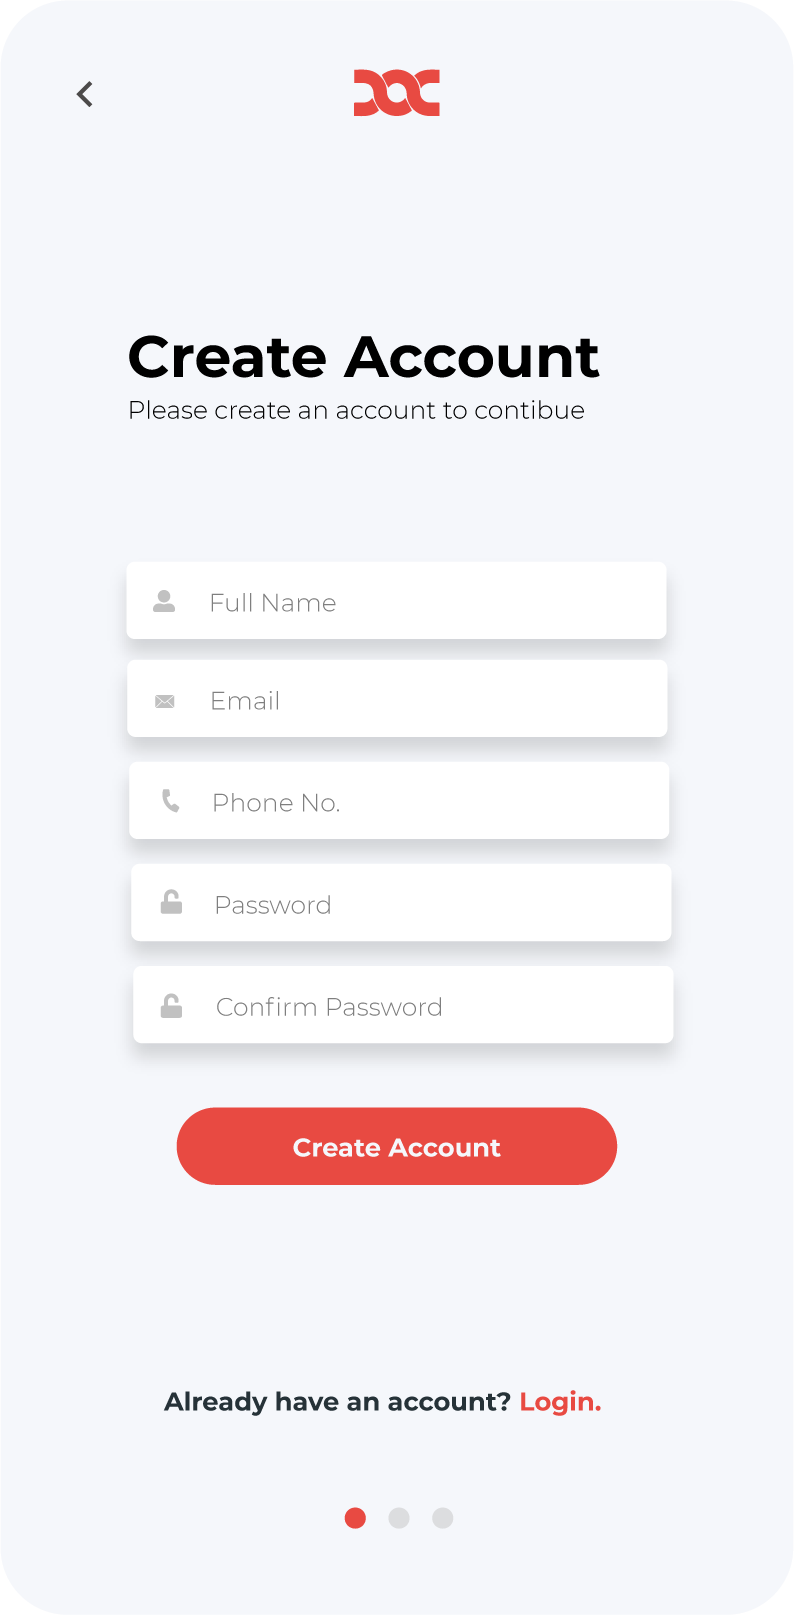 Create Account
Please create an account to contibue
Full Name
Email
Phone No.
Password
Confirm Password
Create Account
Already have an account? Login.